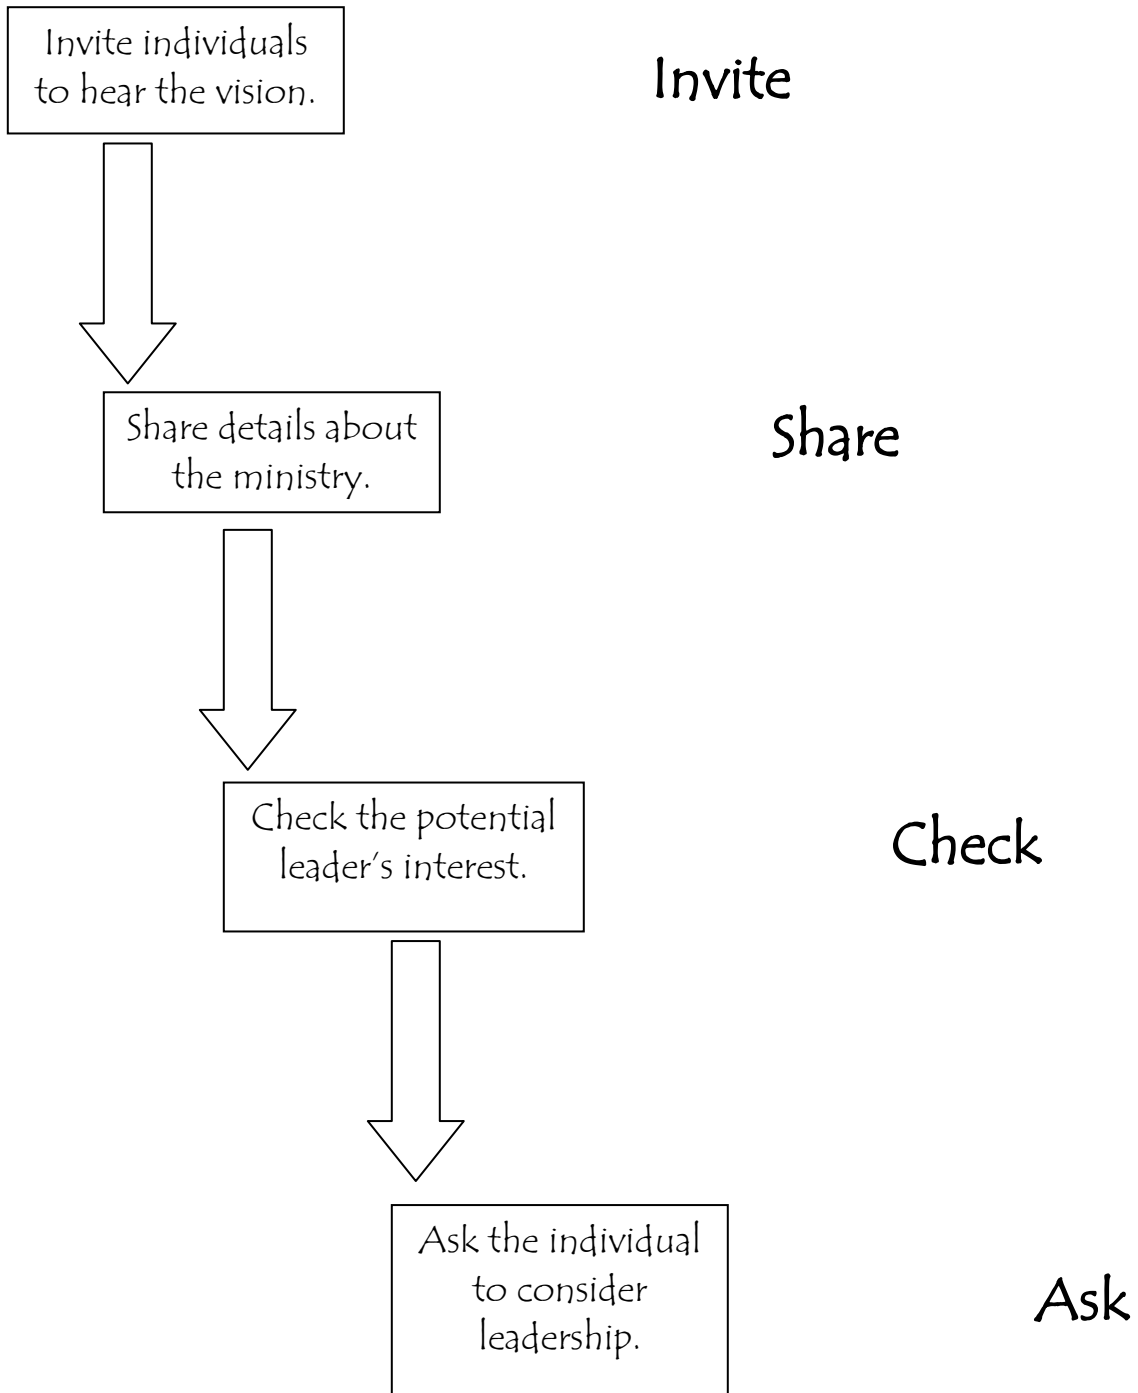 Invite individuals
to hear the vision.
Invite
Share details about
the ministry.
Share
Check the potential
leader’s interest.
Check
Ask the individual
to consider
leadership.
Ask